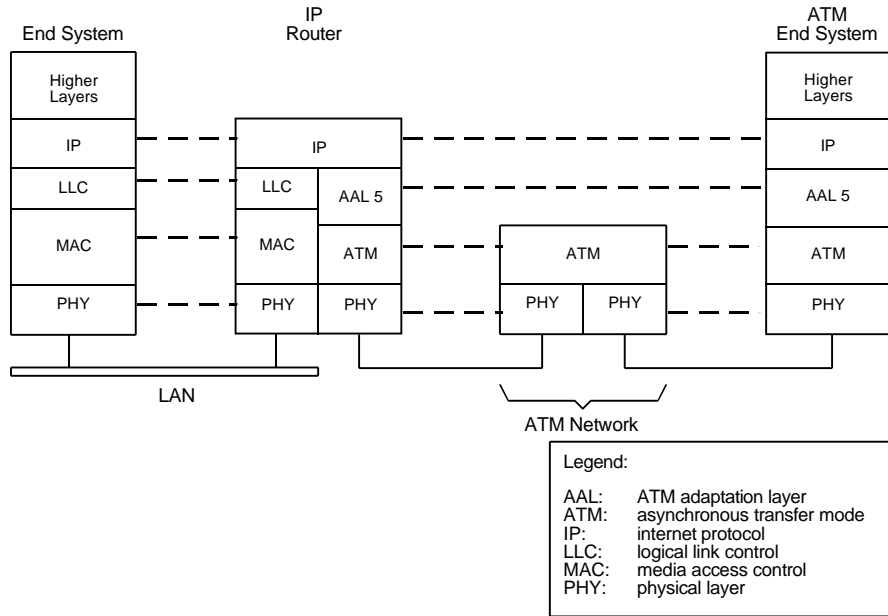 End System
IP
Router
ATM
End System
Higher
Layers
Higher
Layers
IP
IP
IP
LLC
LLC
AAL 5
AAL 5
MAC
MAC
ATM
ATM
ATM
PHY
PHY
PHY
PHY
PHY
PHY
LAN
ATM Network
Legend:
AAL: ATM adaptation layer
ATM: asynchronous transfer mode
IP: internet protocol
LLC: logical link control
MAC: media access control
PHY: physical layer